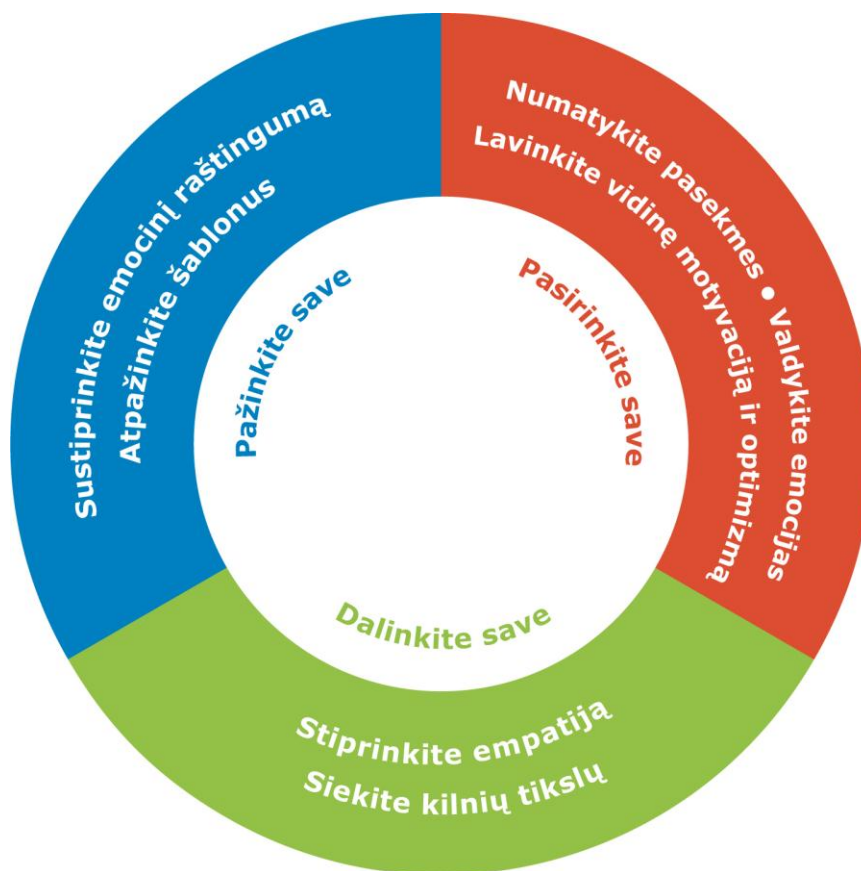 Sustiprinkite emocinį raštingumą
Atpažinkite šablonus
Pažinkite save
Numatykite pasekmes • Valdykite emocijas
Lavinkite vidinę motyvaciją ir optimizmą
Pasirinkite save
Dalinkite save
Stiprinkite empatiją
Siekite kilnių tikslų